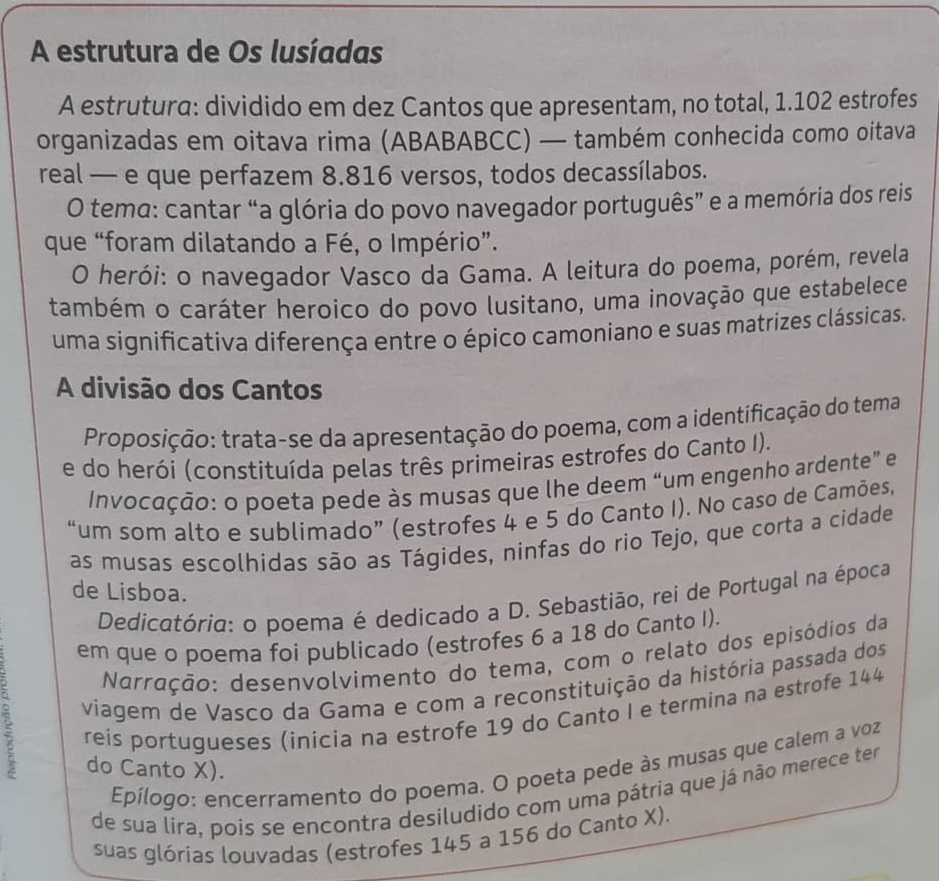 A estrutura de Os lusíadas
A estrutura: dividido em dez Cantos que apresentam, no total, 1.102 estrofes
organizadas em oitava rima (ABABABCC) — também conhecida como oitava
real — e que perfazem 8.816 versos, todos decassílabos.
O tema: cantar “a glória do povo navegador português” e a memória dos reis
que “foram dilatando a Fé, o Império”.
O herói: o navegador Vasco da Gama. A leitura do poema, porém, revela
também o caráter heroico do povo lusitano, uma inovação que estabelece
uma significativa diferença entre o épico camoniano e suas matrizes clássicas.
A divisão dos Cantos
Proposição: trata-se da apresentação do poema, com a identificação do tema
e do herói (constituída pelas três primeiras estrofes do Canto I).
Invocação: o poeta pede às musas que lhe deem “um engenho ardente” e
“um som alto e sublimado” (estrofes 4 e 5 do Canto I). No caso de Camões,
as musas escolhidas são as Tágides, ninfas do rio Tejo, que corta a cidade
de Lisboa.
Dedicatória: o poema é dedicado a D. Sebastião, rei de Portugal na época
em que o poema foi publicado (estrofes 6 a 18 do Canto I).
Narração: desenvolvimento do tema, com o relato dos episódios da
viagem de Vasco da Gama e com a reconstituição da história passada dos
reis portugueses (inicia na estrofe 19 do Canto I e termina na estrofe 144
do Canto X).
Epílogo: encerramento do poema. O poeta pede às musas que calem a voz
de sua lira, pois se encontra desiludido com uma pátria que já não merece ter
suas glórias louvadas (estrofes 145 a 156 do Canto X).
Reprodução